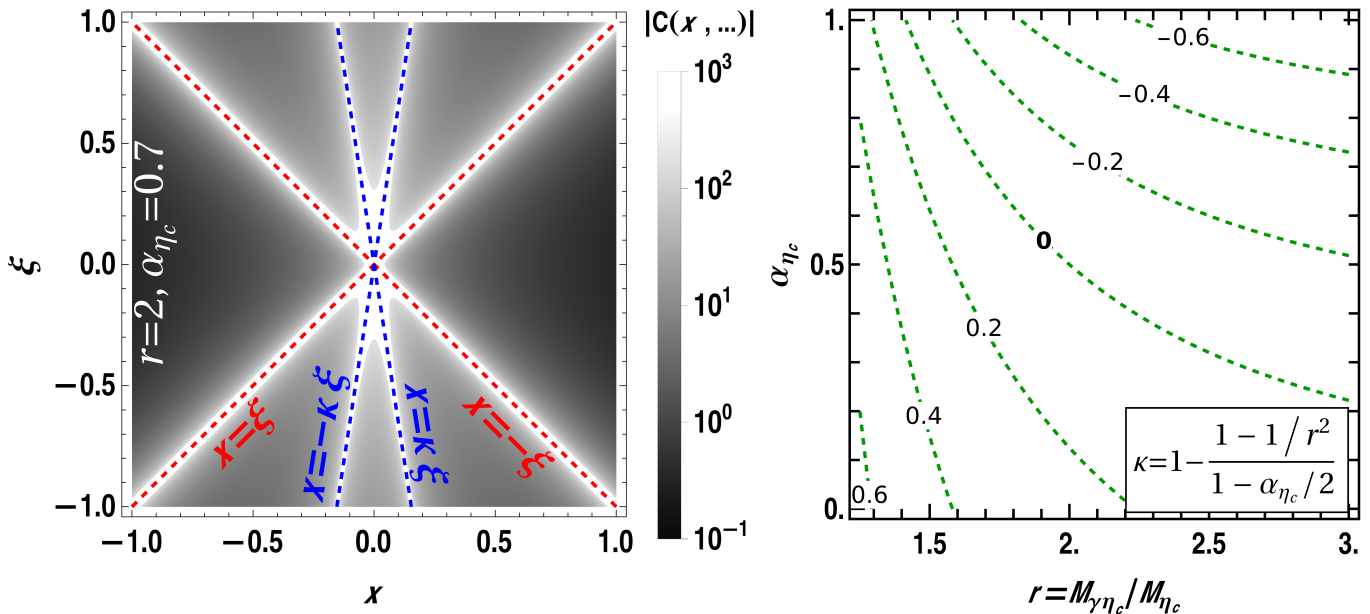 |C(x, ...)|
1.0
0.5
0.0
−0.5
−1.0
ξ
r=2, α_{η_c}=0.7
x=ξ
x=−κ ξ
x=κ ξ
x=−ξ
−1.0 −0.5 0.0 0.5 1.0
x
10^3
10^2
10^1
10^0
10^{−1}
1.
0.5
0.
α_{η_c}
−0.6
−0.4
−0.2
0
0.2
0.4
0.6
κ=1− (1 − 1 / r^2) / (1 − α_{η_c} / 2)
1.5 2. 2.5 3.
r = M_{γη_c} / M_{η_c}